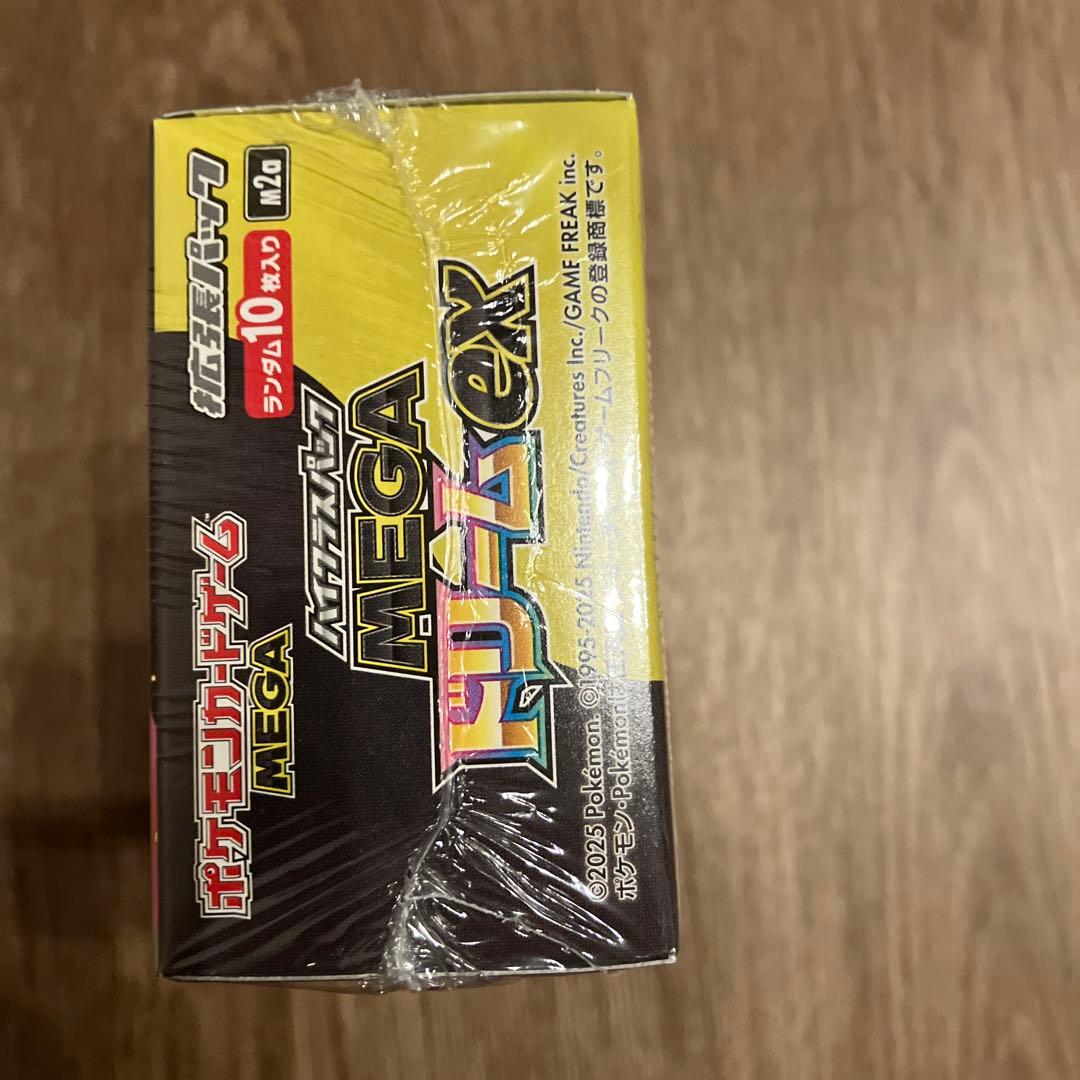 ポケモンカードゲーム
MEGA
拡張パック
ランダム10枚入り
M2a
ハイクラスパック
MEGA
ドリームex
©2025 Pokémon. ©1995-2025 Nintendo/Creatures Inc./GAME FREAK inc.
ポケモン・Pokémonは ゲームフリークの登録商標です。